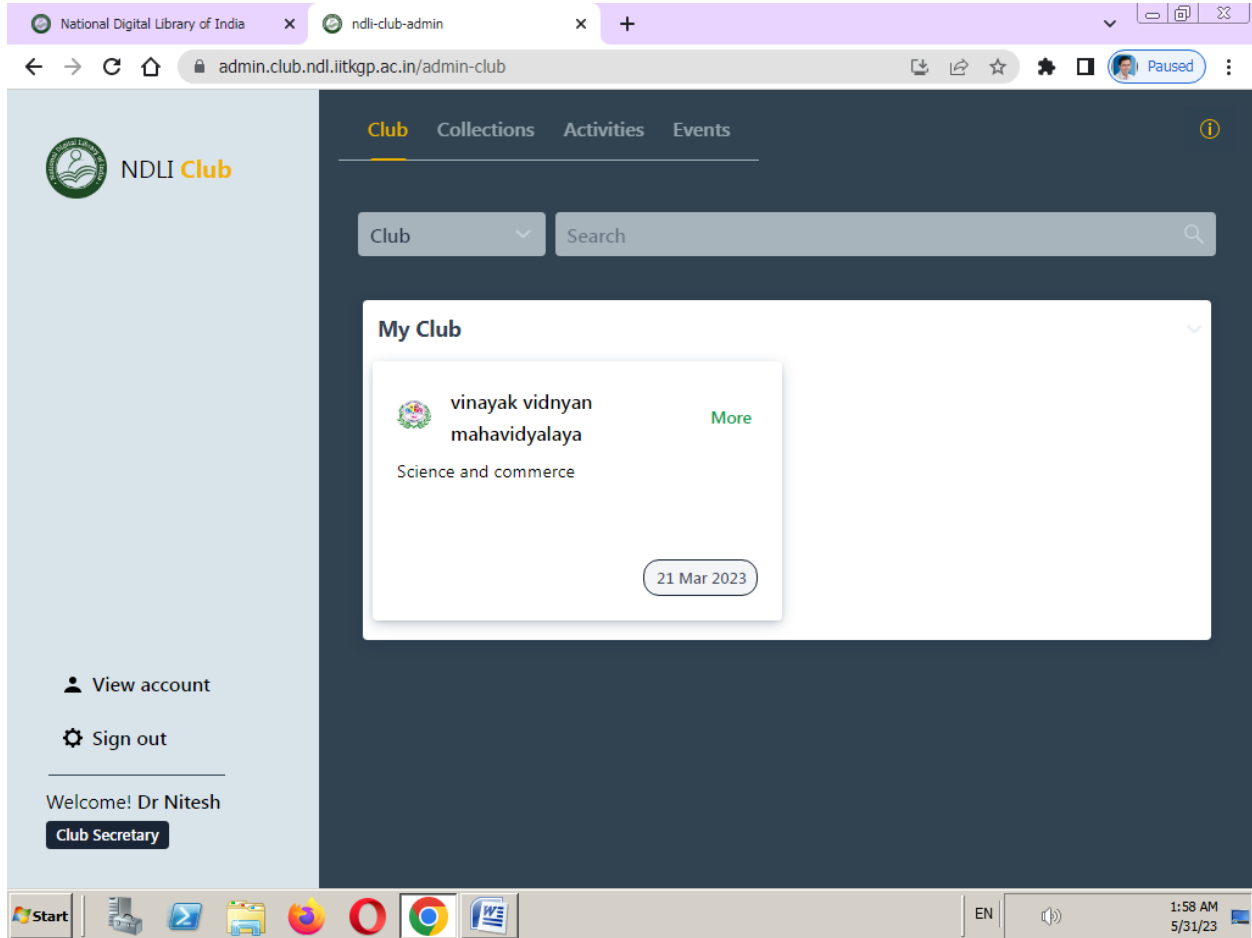 National Digital Library of India
ndli-club-admin
admin.club.ndl.iitkgp.ac.in/admin-club
Paused
NDLI Club
Club Collections Activities Events
Club
Search
My Club
vinayak vidnyan
mahavidyalaya
More
Science and commerce
21 Mar 2023
View account
Sign out
Welcome! Dr Nitesh
Club Secretary
Start
EN
1:58 AM
5/31/23